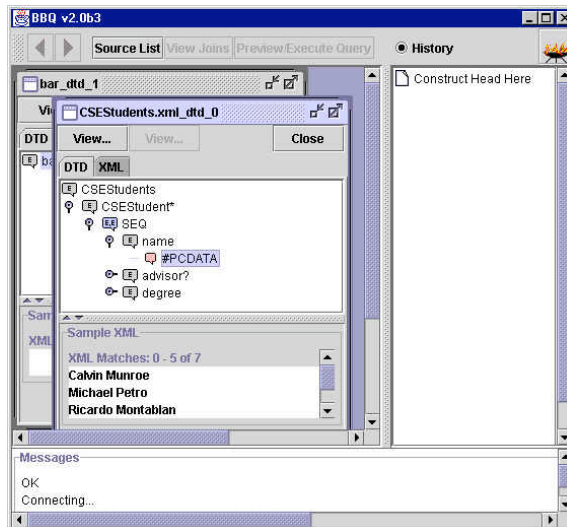 BBQ v2.0b3
Source List View Joins Preview/Execute Query History
bar_dtd_1
CSEStudents.xml_dtd_0
View... View... Close
DTD
DTD XML
CSEStudents
CSEStudent*
SEQ
name
#PCDATA
advisor?
degree
Sample XML
XML Matches: 0 - 5 of 7
Calvin Munroe
Michael Petro
Ricardo Montablan
XML
Construct Head Here
Messages
OK
Connecting...